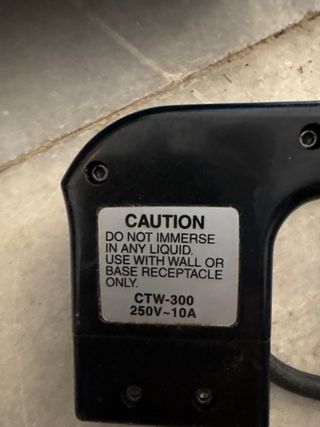 CAUTION
DO NOT IMMERSE
IN ANY LIQUID.
USE WITH WALL OR
BASE RECEPTACLE
ONLY.
CTW-300
250V~10A